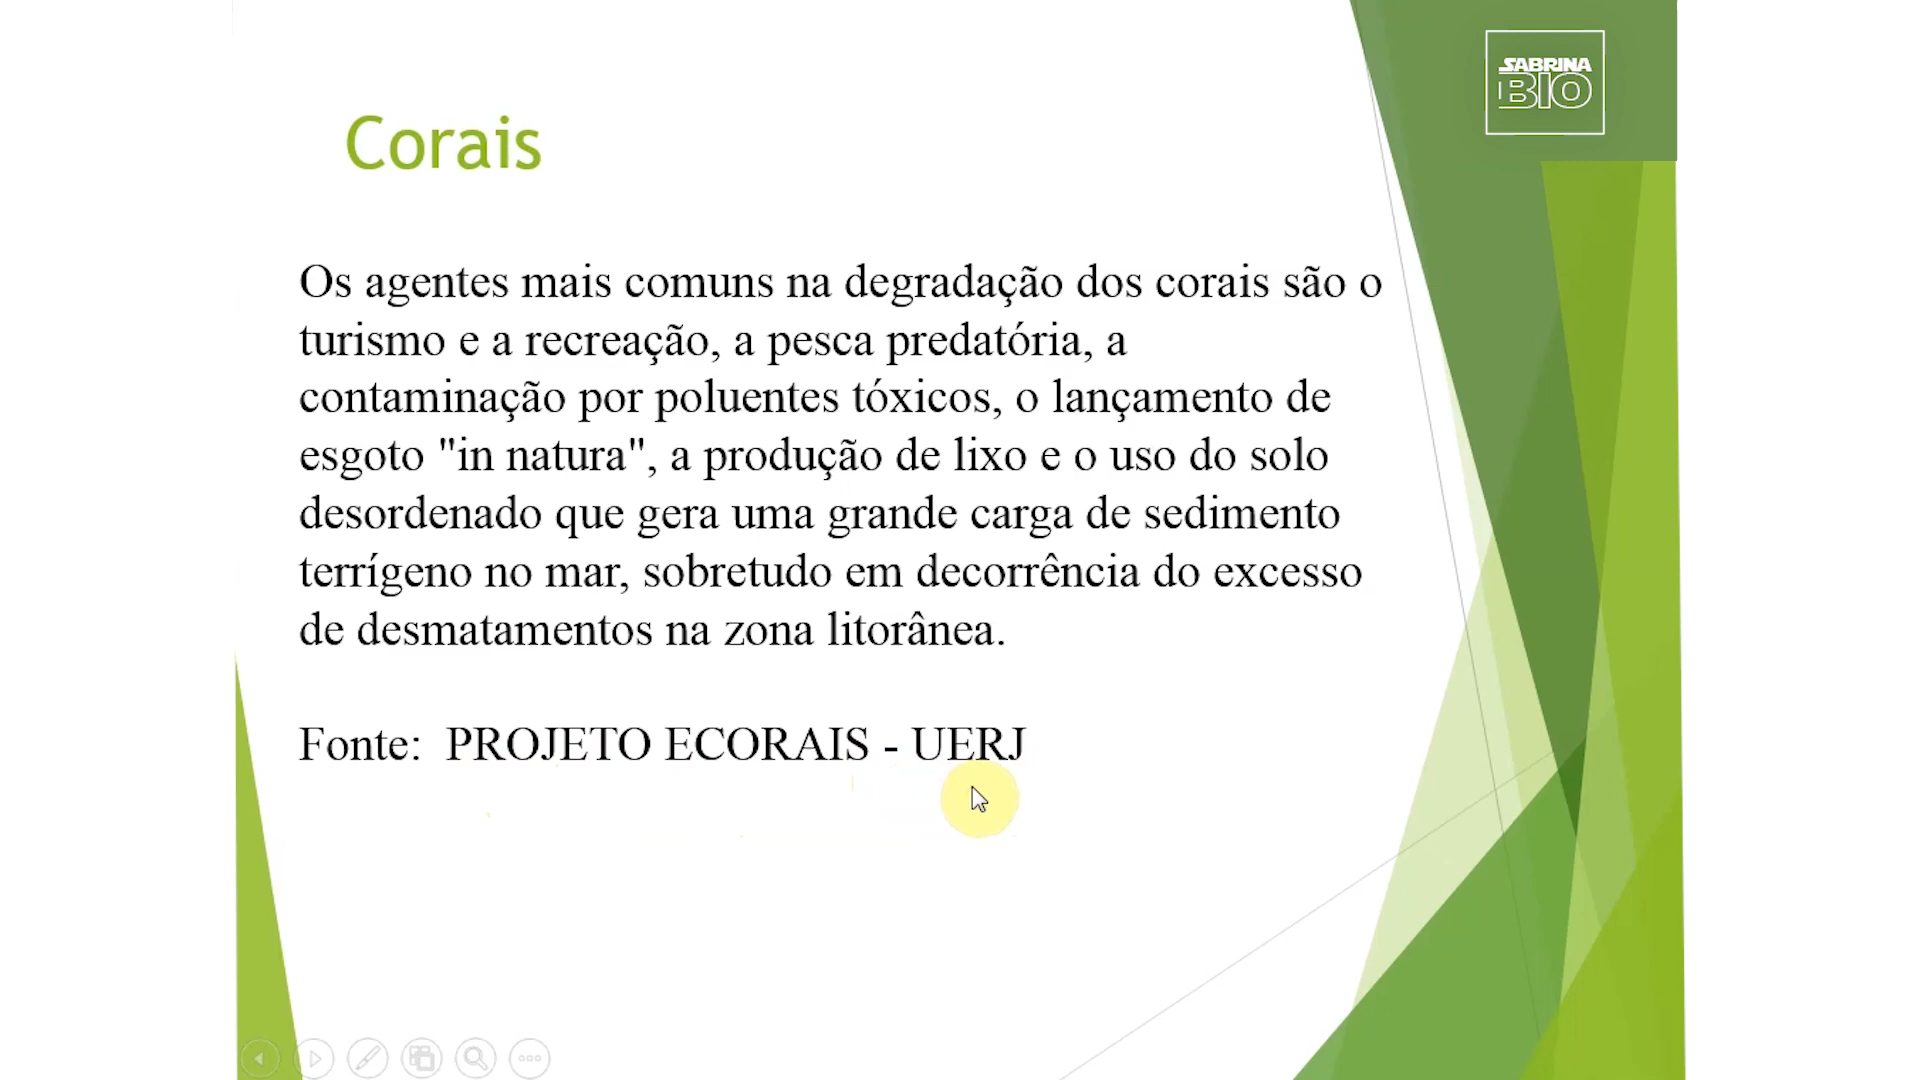 SABRINA
BIO
Corais
Os agentes mais comuns na degradação dos corais são o
turismo e a recreação, a pesca predatória, a
contaminação por poluentes tóxicos, o lançamento de
esgoto "in natura", a produção de lixo e o uso do solo
desordenado que gera uma grande carga de sedimento
terrígeno no mar, sobretudo em decorrência do excesso
de desmatamentos na zona litorânea.
Fonte:  PROJETO ECORAIS - UERJ